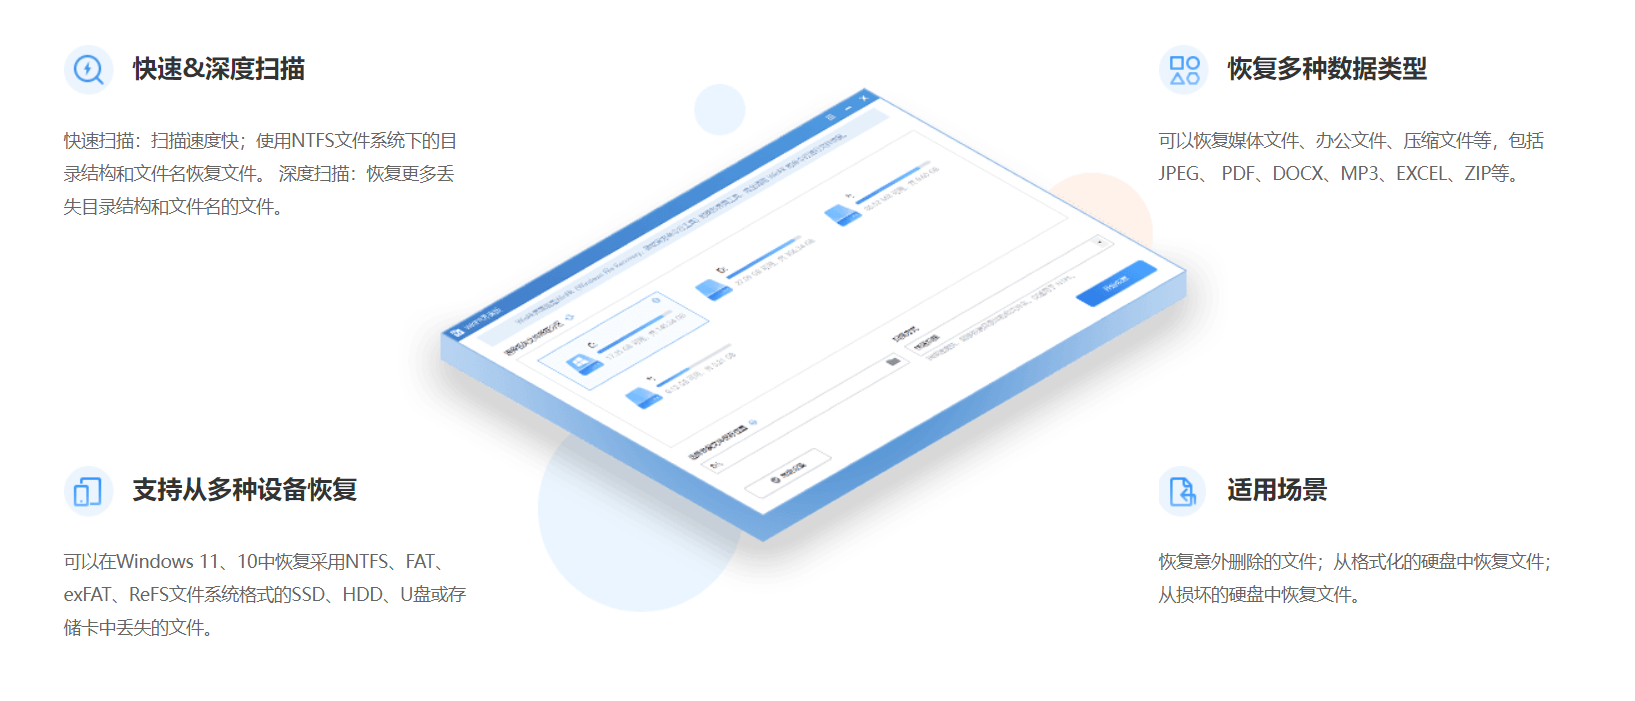 快速&深度扫描
快速扫描：扫描速度快；使用NTFS文件系统下的目
录结构和文件名恢复文件。 深度扫描：恢复更多丢
失目录结构和文件名的文件。
恢复多种数据类型
可以恢复媒体文件、办公文件、压缩文件等，包括
JPEG、 PDF、DOCX、MP3、EXCEL、ZIP等。
支持从多种设备恢复
可以在Windows 11、10中恢复采用NTFS、FAT、
exFAT、ReFS文件系统格式的SSD、HDD、U盘或存
储卡中丢失的文件。
适用场景
恢复意外删除的文件；从格式化的硬盘中恢复文件；
从损坏的硬盘中恢复文件。